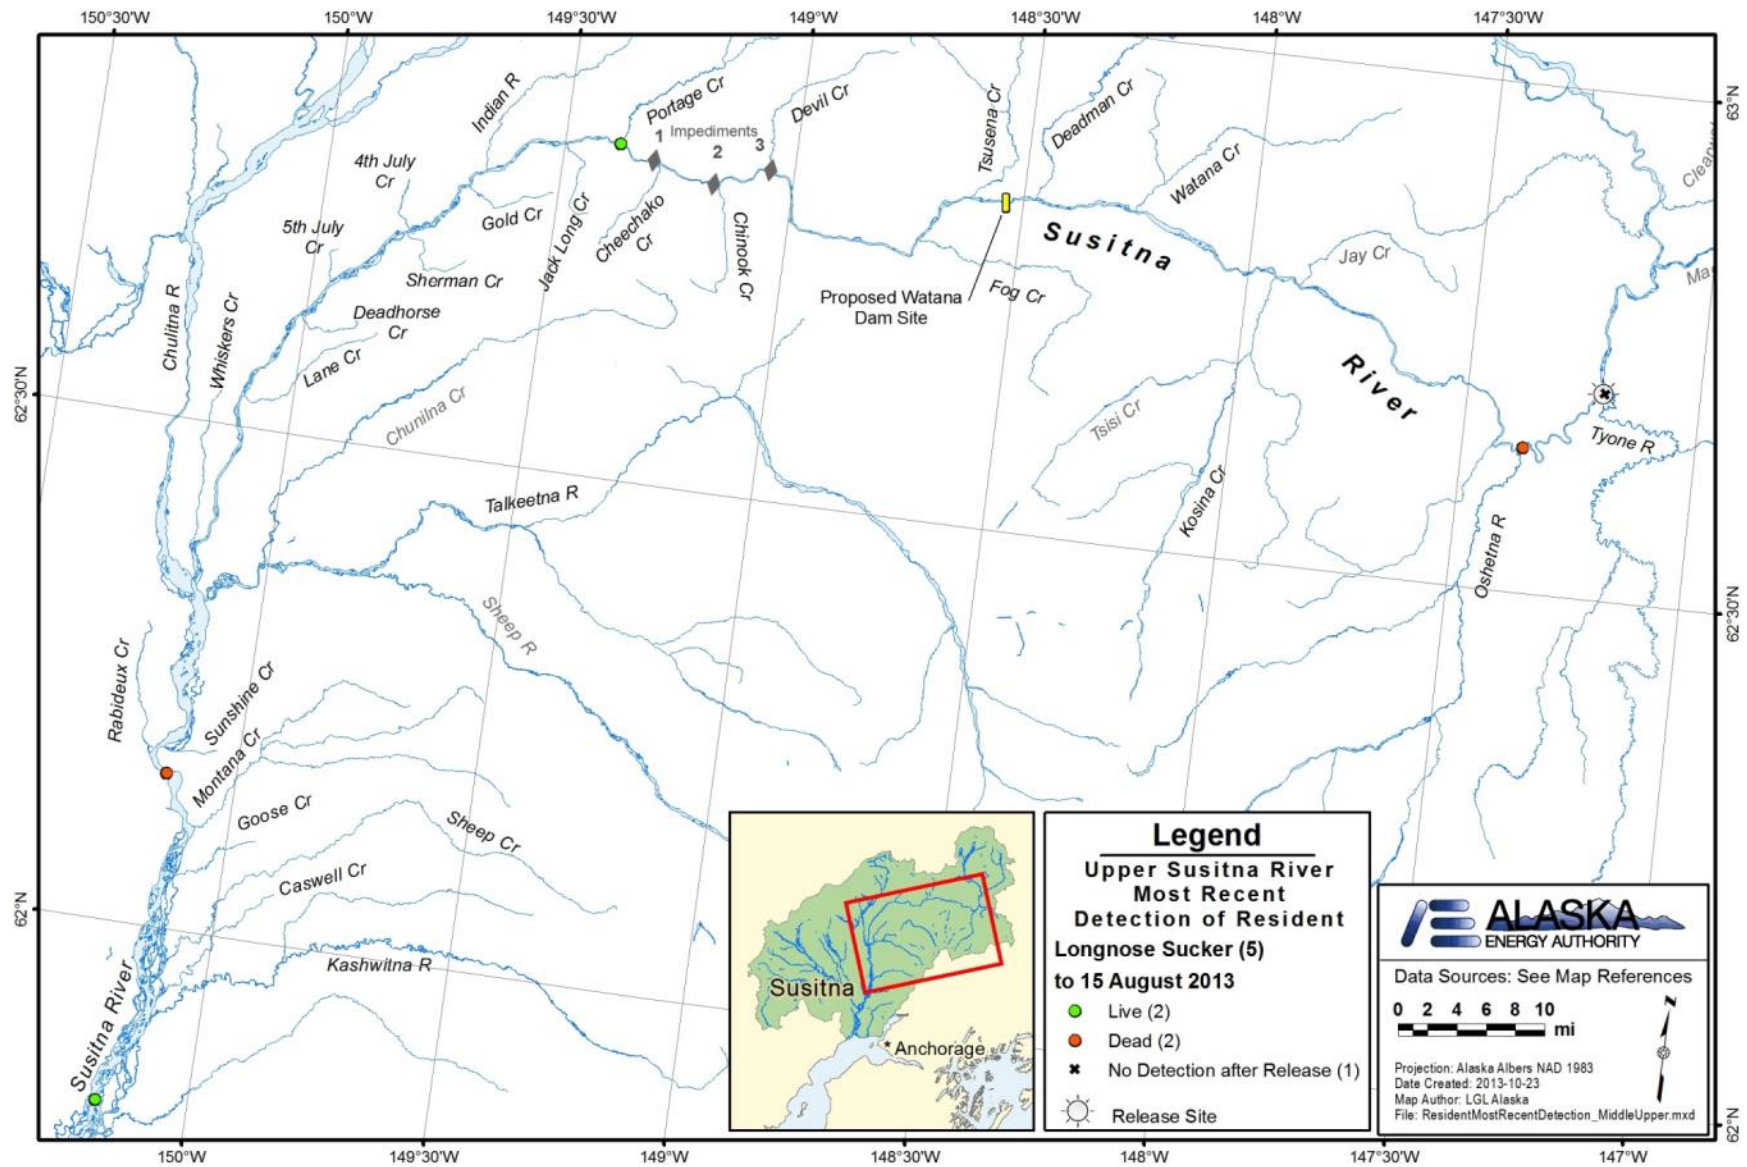 150°30'W
150°W
149°30'W
149°W
148°30'W
148°W
147°30'W
63°N
Indian R
Portage Cr
Impediments
1
2
3
Devil Cr
Tsusena Cr
Deadman Cr
Watana Cr
4th July
Cr
5th July
Cr
Gold Cr
Jack Long Cr
Cheechako
Cr
Chinook Cr
Sherman Cr
Deadhorse
Cr
Lane Cr
Chulitna R
Whiskers Cr
Chunilna Cr
Proposed Watana
Dam Site
Fog Cr
Susitna
River
Jay Cr
Tsisi Cr
Kosina Cr
Tyone R
Oshetna R
62°30'N
62°30'N
Talkeetna R
Sheep R
Rabideux Cr
Sunshine Cr
Montana Cr
Goose Cr
Sheep Cr
Caswell Cr
Kashwitna R
Susitna River
62°N
62°N
Susitna
Anchorage
Legend
Upper Susitna River
Most Recent
Detection of Resident
Longnose Sucker (5)
to 15 August 2013
Live (2)
Dead (2)
No Detection after Release (1)
Release Site
ALASKA
ENERGY AUTHORITY
Data Sources: See Map References
0 2 4 6 8 10
mi
N
Projection: Alaska Albers NAD 1983
Date Created: 2013-10-23
Map Author: LGL Alaska
File: ResidentMostRecentDetection_MiddleUpper.mxd
150°W
149°30'W
149°W
148°30'W
148°W
147°30'W
147°W